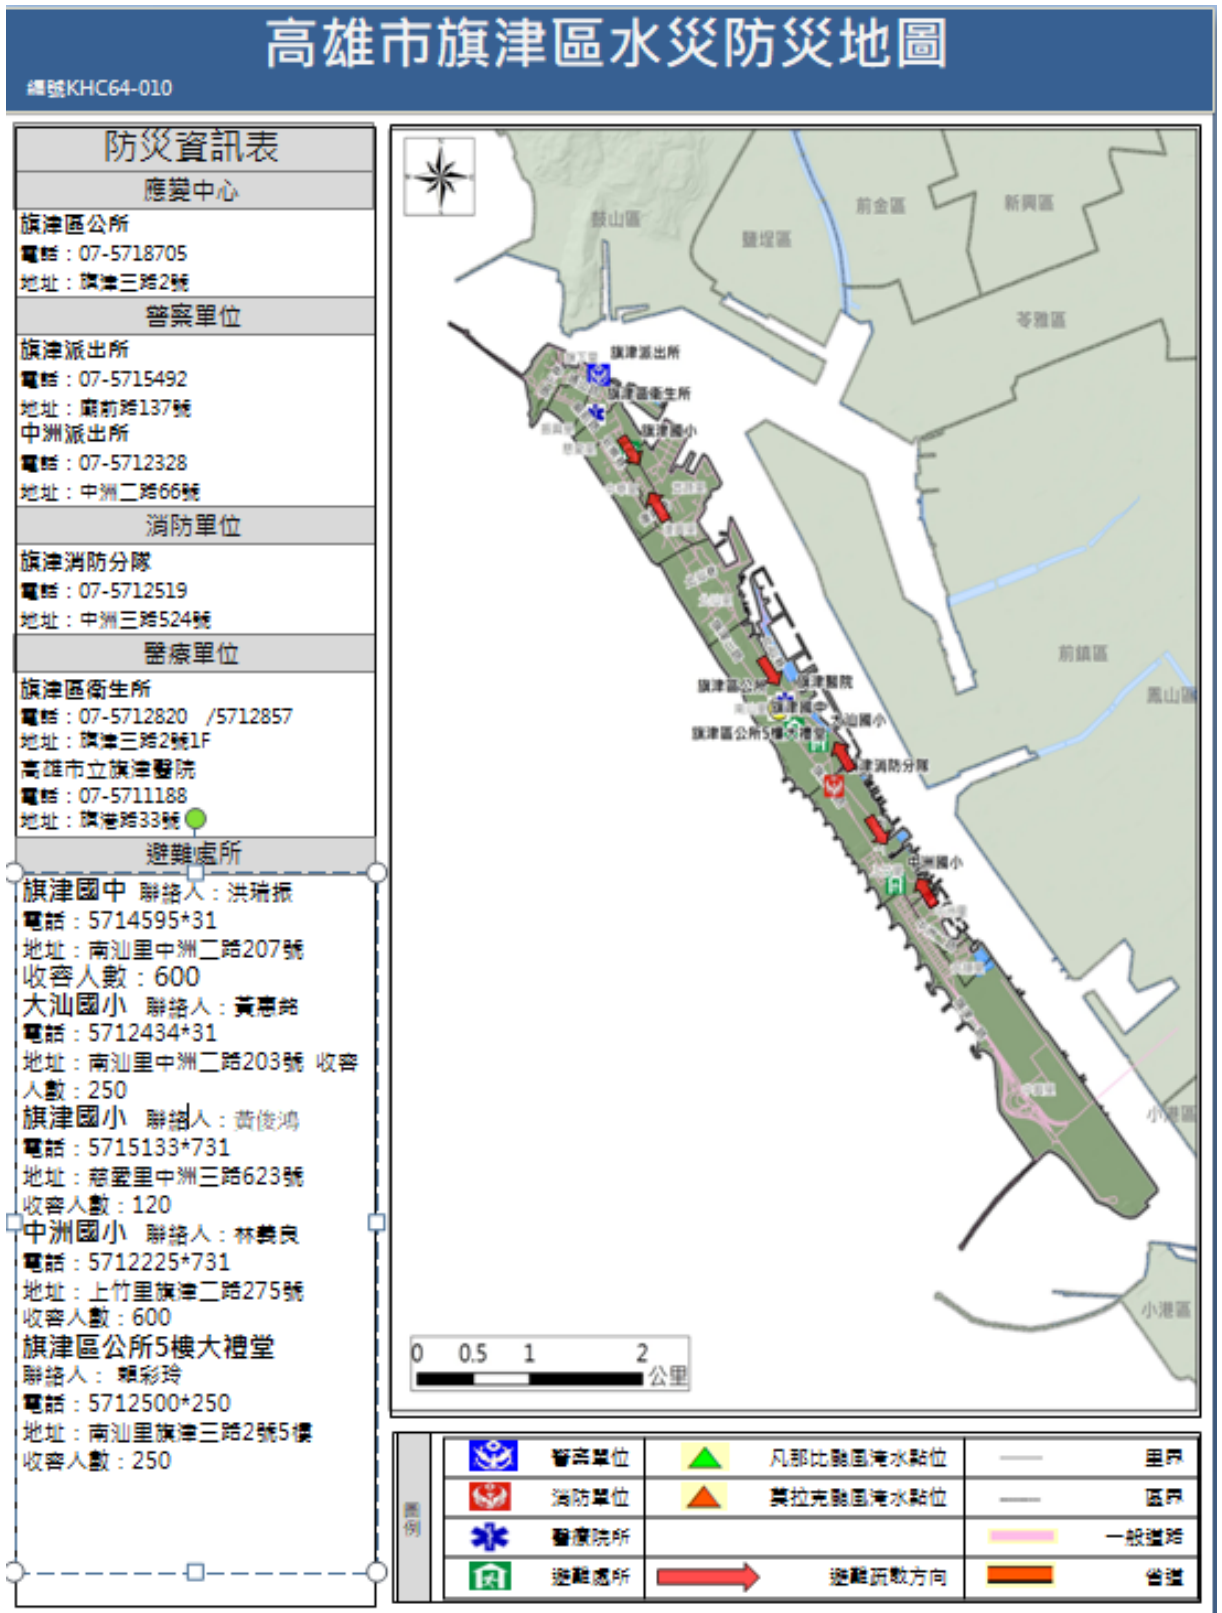 高雄市旗津區水災防災地圖
編號KHC64-010
防災資訊表
應變中心
旗津區公所
電話：07-5718705
地址：旗津三路2號
警察單位
旗津派出所
電話：07-5715492
地址：廟前路137號
中洲派出所
電話：07-5712328
地址：中洲二路66號
消防單位
旗津消防分隊
電話：07-5712519
地址：中洲三路524號
醫療單位
旗津區衛生所
電話：07-5712820 /5712857
地址：旗津三路2號1F
高雄市立旗津醫院
電話：07-5711188
地址：旗港路33號
避難處所
旗津國中 聯絡人：洪瑞振
電話：5714595*31
地址：南汕里中洲二路207號
收容人數：600
大汕國小 聯絡人：黃惠銘
電話：5712434*31
地址：南汕里中洲二路203號 收容
人數：250
旗津國小 聯絡人：黃俊鴻
電話：5715133*731
地址：慈愛里中洲三路623號
收容人數：120
中洲國小 聯絡人：林義良
電話：5712225*731
地址：上竹里旗津二路275號
收容人數：600
旗津區公所5樓大禮堂
聯絡人： 賴彩玲
電話：5712500*250
地址：南汕里旗津三路2號5樓
收容人數：250
鼓山區
鹽埕區
前金區
新興區
苓雅區
前鎮區
鳳山區
小港區
小港區
旗津派出所
旗津區衛生所
旗津國小
旗津區公所
旗津醫院
旗津國中
大汕國小
旗津區公所5樓大禮堂
津消防分隊
中洲國小
0 0.5 1 2
公里
圖例
警察單位
凡那比颱風淹水點位
里界
消防單位
莫拉克颱風淹水點位
區界
醫療院所
一般道路
避難處所
避難疏散方向
省道